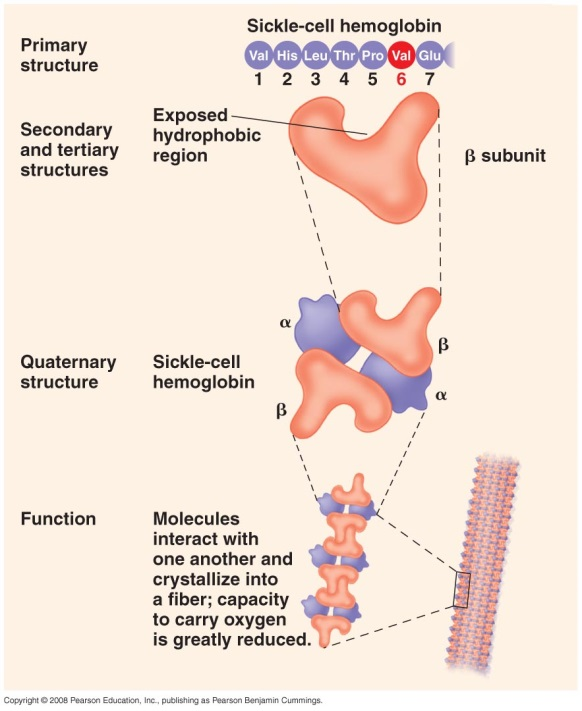 Sickle-cell hemoglobin
Primary
structure
Val His Leu Thr Pro Val Glu
1 2 3 4 5 6 7
Exposed
hydrophobic
region
Secondary
and tertiary
structures
β subunit
α
β
Quaternary
structure
Sickle-cell
hemoglobin
α
β
Function
Molecules
interact with
one another and
crystallize into
a fiber; capacity
to carry oxygen
is greatly reduced.
Copyright © 2008 Pearson Education, Inc., publishing as Pearson Benjamin Cummings.